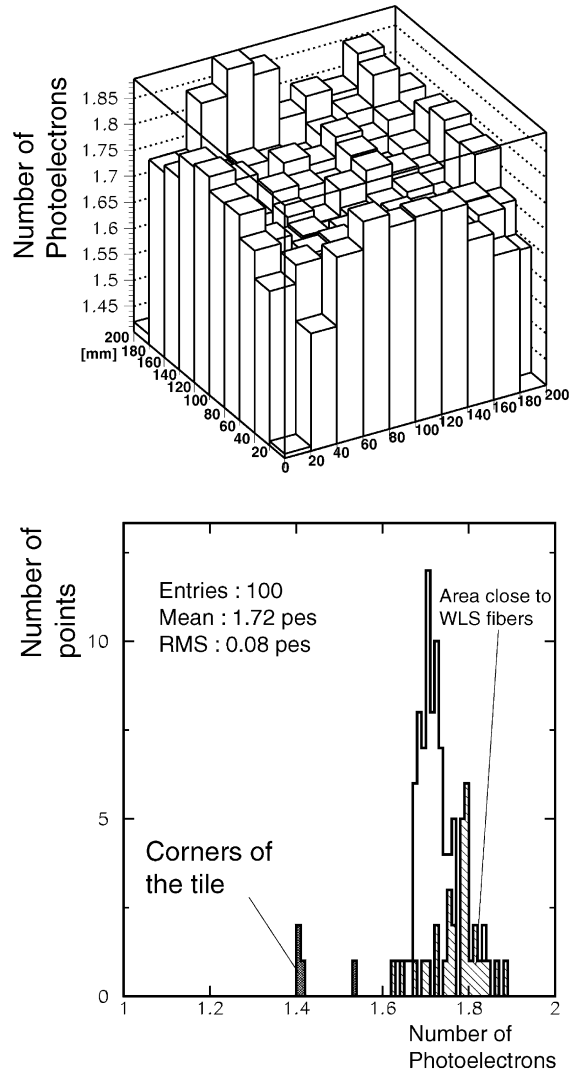 Number of
Photoelectrons
1.85
1.8
1.75
1.7
1.65
1.6
1.55
1.5
1.45
200
[mm] 180
160
140
120
100
80
60
40
20
0
20
40
60
80
100
120
140
160
180
200
Number of
points
Entries : 100
Mean : 1.72 pes
RMS : 0.08 pes
Area close to
WLS fibers
10
5
0
Corners of
the tile
1 1.2 1.4 1.6 1.8 2
Number of
Photoelectrons